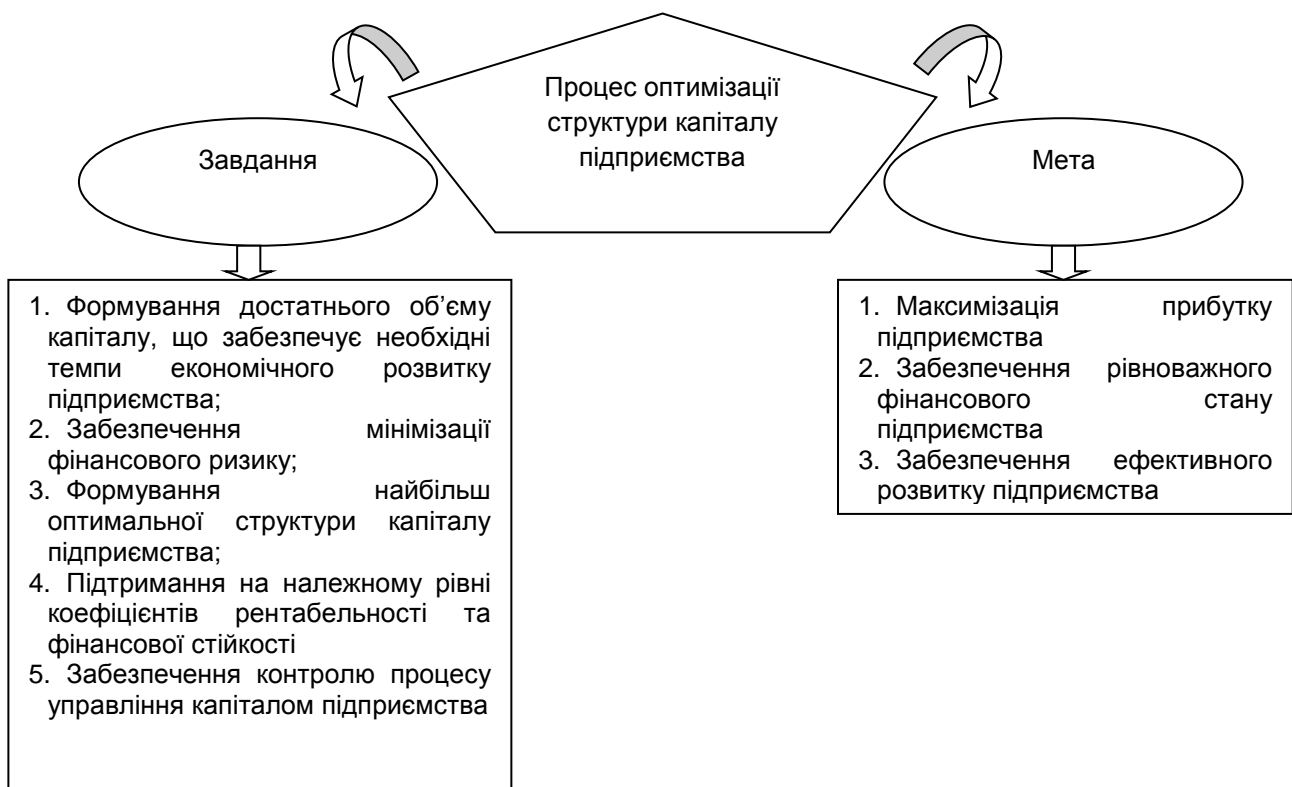 Процес оптимізації
структури капіталу
підприємства
Завдання
Мета
1. Формування достатнього об’єму
капіталу, що забезпечує необхідні
темпи економічного розвитку
підприємства;
2. Забезпечення мінімізації
фінансового ризику;
3. Формування найбільш
оптимальної структури капіталу
підприємства;
4. Підтримання на належному рівні
коефіцієнтів рентабельності та
фінансової стійкості
5. Забезпечення контролю процесу
управління капіталом підприємства
1. Максимізація прибутку
підприємства
2. Забезпечення рівноважного
фінансового стану
підприємства
3. Забезпечення ефективного
розвитку підприємства